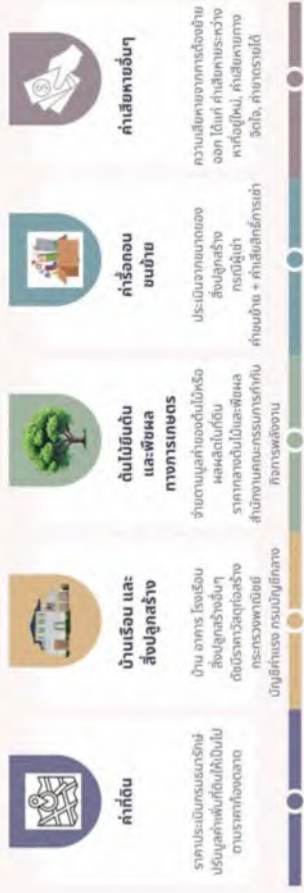 ค่าที่ดิน
ราคาประเมินกรมธนารักษ์
ปรับมูลค่าเพิ่มที่ดินให้เป็นไป
ตามราคาท้องตลาด
บ้านเรือน และ
สิ่งปลูกสร้าง
บ้าน อาคาร โรงเรือน
สิ่งปลูกสร้างอื่นๆ
ดัชนีราคาวัสดุก่อสร้าง
กระทรวงพาณิชย์
บัญชีค่าแรง กรมบัญชีกลาง
ต้นไม้ยืนต้น
และพืชผล
ทางการเกษตร
จ่ายตามมูลค่าของต้นไม้หรือ
ผลผลิตในที่ดิน
ราคากลางต้นไม้และพืชผล
สำนักงานคณะกรรมการกำกับ
กิจการพลังงาน
ค่ารื้อถอน
ขนย้าย
ประเมินจากขนาดของ
สิ่งปลูกสร้าง
กรณีผู้เช่า
ค่าขนย้าย + ค่าเสียสิทธิ์การเช่า
ค่าเสียหายอื่นๆ
ความเสียหายจากการต้องย้าย
ออก ได้แก่ ค่าเสียหายระหว่าง
หาที่อยู่ใหม่, ค่าเสียหายทาง
จิตใจ, ค่าขาดรายได้